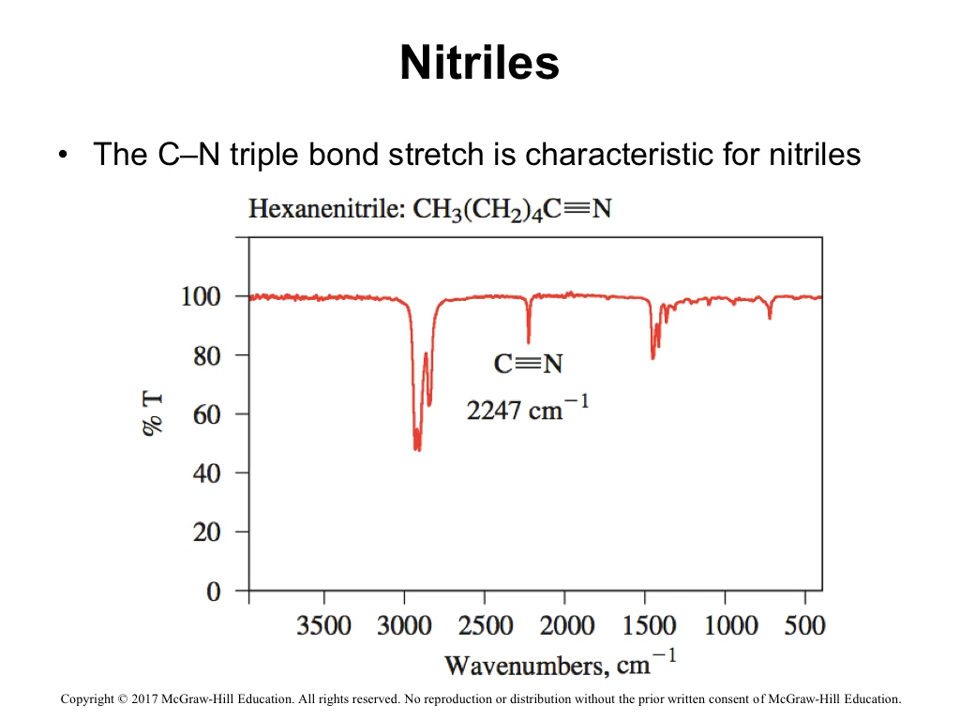 Nitriles
• The C–N triple bond stretch is characteristic for nitriles
Hexanenitrile: CH₃(CH₂)₄C≡N
100
80
60
40
20
0
% T
C≡N
2247 cm⁻¹
3500 3000 2500 2000 1500 1000 500
Wavenumbers, cm⁻¹
Copyright © 2017 McGraw-Hill Education. All rights reserved. No reproduction or distribution without the prior written consent of McGraw-Hill Education.